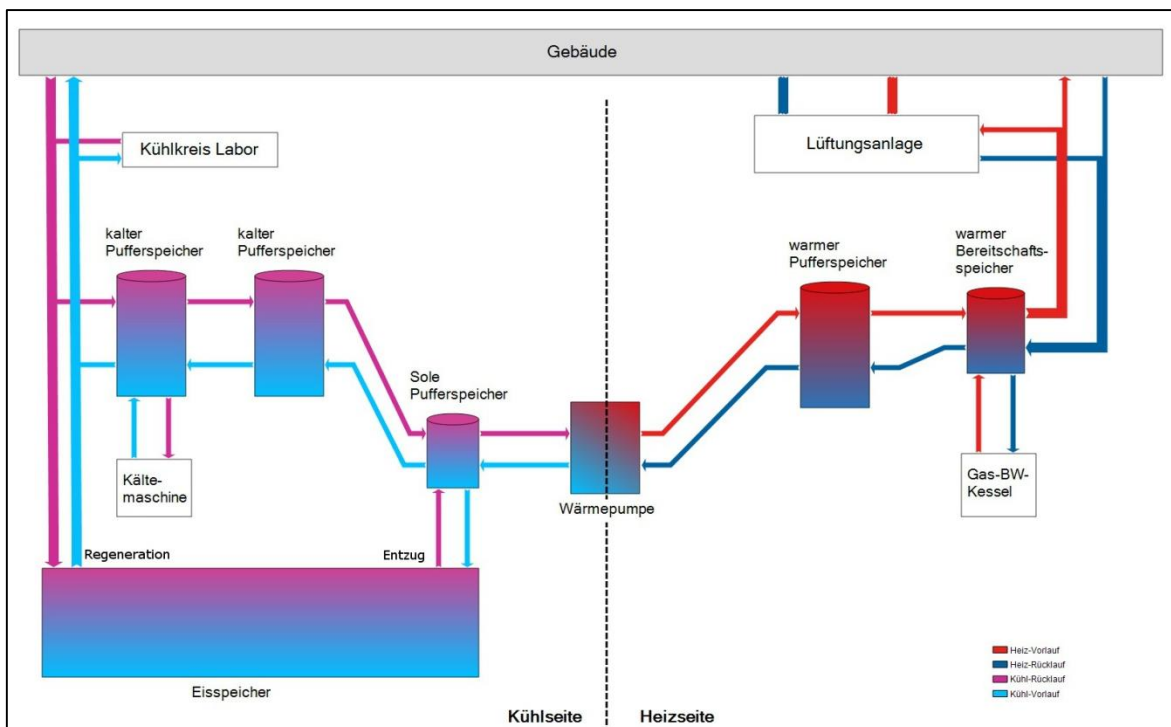 Gebäude
Kühlkreis Labor
Lüftungsanlage
kalter
Pufferspeicher
kalter
Pufferspeicher
warmer
Pufferspeicher
warmer
Bereitschafts-
speicher
Sole
Pufferspeicher
Kälte-
maschine
Wärmepumpe
Gas-BW-
Kessel
Regeneration
Entzug
Eisspeicher
Heiz-Vorlauf
Heiz-Rücklauf
Kühl-Rücklauf
Kühl-Vorlauf
Kühlseite
Heizseite